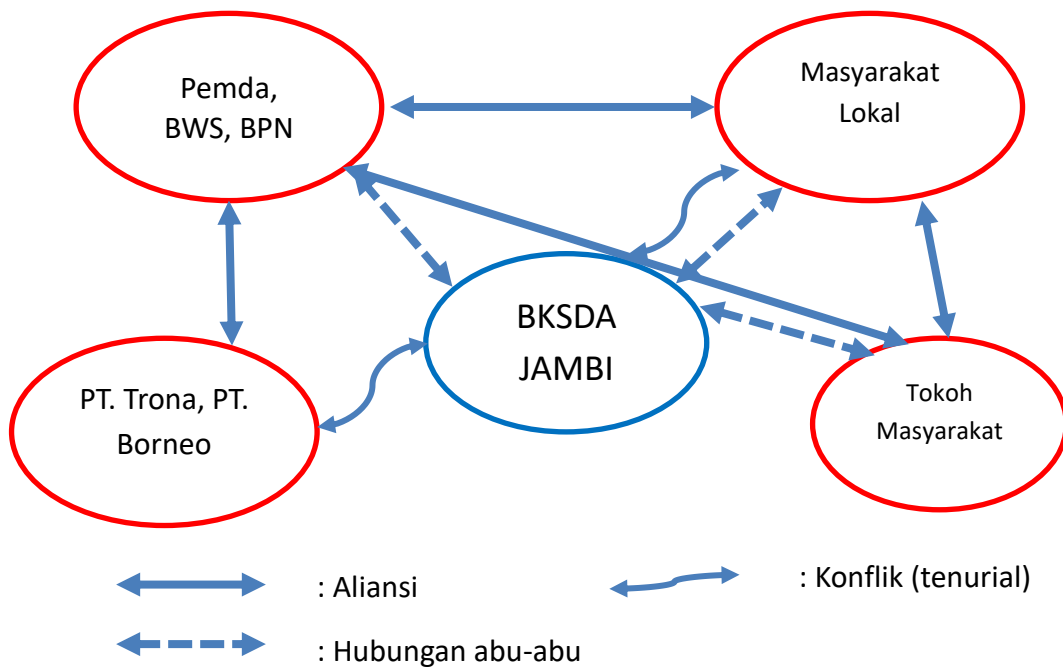 Pemda,
BWS, BPN
Masyarakat
Lokal
BKSDA
JAMBI
PT. Trona, PT.
Borneo
Tokoh
Masyarakat
: Aliansi
: Konflik (tenurial)
: Hubungan abu-abu